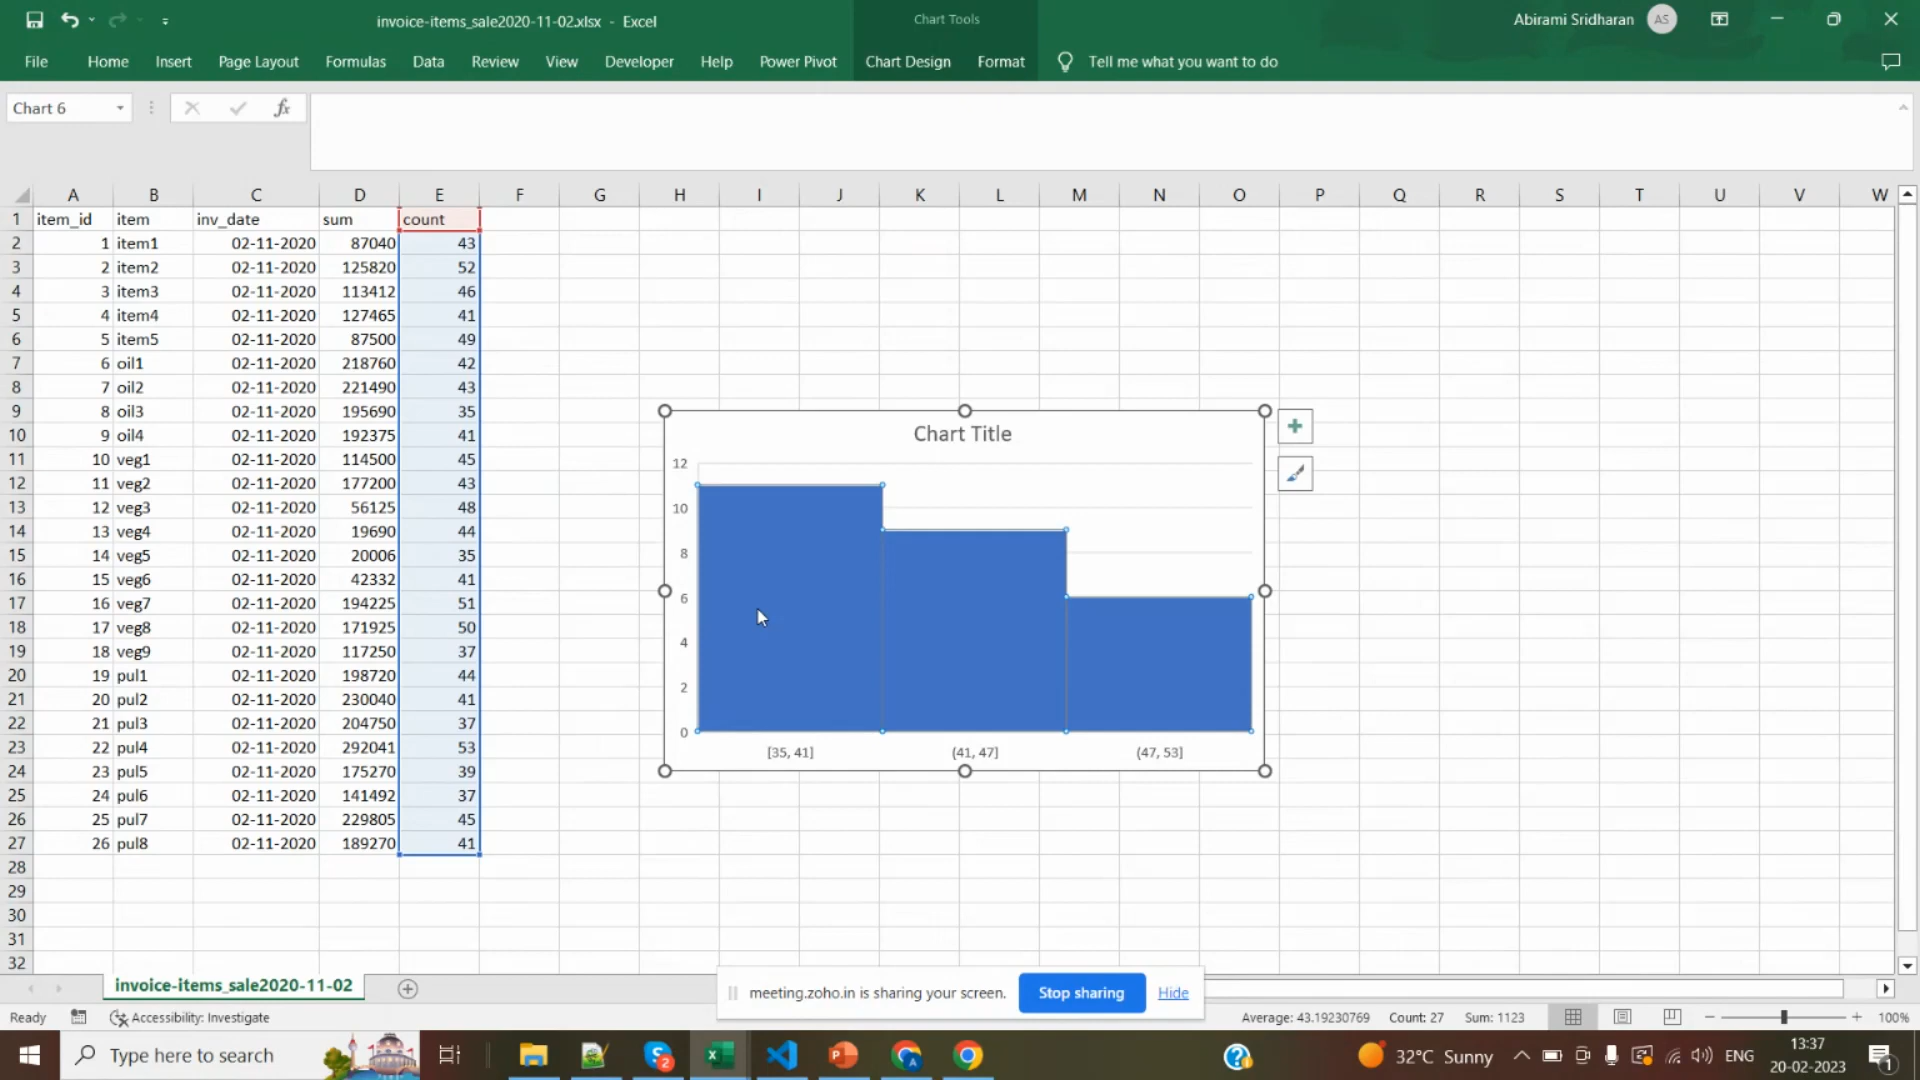 invoice-items_sale2020-11-02.xlsx - Excel
Chart Tools
Abirami Sridharan AS
File Home Insert Page Layout Formulas Data Review View Developer Help Power Pivot Chart Design Format Tell me what you want to do
Chart 6
fx
A B C D E F G H I J K L M N O P Q R S T U V W
1 item_id item inv_date sum count
2 1 item1 02-11-2020 87040 43
3 2 item2 02-11-2020 125820 52
4 3 item3 02-11-2020 113412 46
5 4 item4 02-11-2020 127465 41
6 5 item5 02-11-2020 87500 49
7 6 oil1 02-11-2020 218760 42
8 7 oil2 02-11-2020 221490 43
9 8 oil3 02-11-2020 195690 35
10 9 oil4 02-11-2020 192375 41
11 10 veg1 02-11-2020 114500 45
12 11 veg2 02-11-2020 177200 43
13 12 veg3 02-11-2020 56125 48
14 13 veg4 02-11-2020 19690 44
15 14 veg5 02-11-2020 20006 35
16 15 veg6 02-11-2020 42332 41
17 16 veg7 02-11-2020 194225 51
18 17 veg8 02-11-2020 171925 50
19 18 veg9 02-11-2020 117250 37
20 19 pul1 02-11-2020 198720 44
21 20 pul2 02-11-2020 230040 41
22 21 pul3 02-11-2020 204750 37
23 22 pul4 02-11-2020 292041 53
24 23 pul5 02-11-2020 175270 39
25 24 pul6 02-11-2020 141492 37
26 25 pul7 02-11-2020 229805 45
27 26 pul8 02-11-2020 189270 41
28
29
30
31
32
Chart Title
12
10
8
6
4
2
0
[35, 41] (41, 47] (47, 53]
invoice-items_sale2020-11-02
meeting.zoho.in is sharing your screen. Stop sharing Hide
Ready Accessibility: Investigate Average: 43.19230769 Count: 27 Sum: 1123 100%
Type here to search
2
32°C Sunny
ENG
13:37
20-02-2023
1